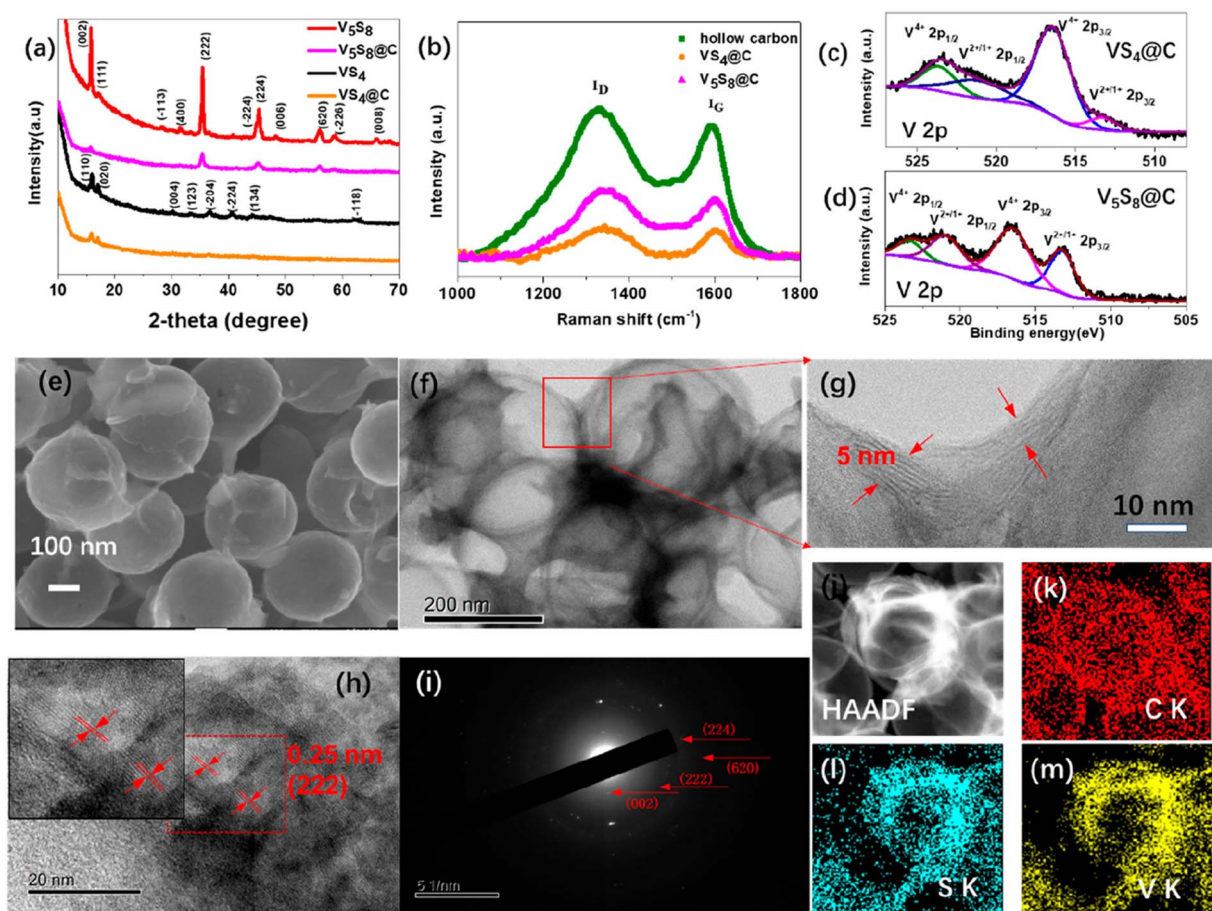 (a)
V5S8
V5S8@C
VS4
VS4@C
(002)
(111)
(-113)
(400)
(222)
(-224)
(224)
(006)
(620)
(-226)
(008)
(110)
(020)
(004)
(123)
(-204)
(-224)
(134)
(-118)
Intensity(a.u)
10 20 30 40 50 60 70
2-theta (degree)
(b)
hollow carbon
VS4@C
V5S8@C
ID
IG
Intensity (a.u.)
1000 1200 1400 1600 1800
Raman shift (cm-1)
(c)
V4+ 2p1/2
V2+/1+ 2p1/2
V4+ 2p3/2
VS4@C
V2+/1+ 2p3/2
V 2p
Intensity (a.u.)
525 520 515 510
(d)
V5S8@C
V4+ 2p1/2
V2+/1+ 2p1/2
V4+ 2p3/2
V2+/1+ 2p3/2
V 2p
Intensity (a.u.)
525 520 515 510 505
Binding energy(eV)
(e)
100 nm
(f)
200 nm
(g)
5 nm
10 nm
(h)
0.25 nm
(222)
20 nm
(i)
(224)
(620)
(222)
(002)
5 1/nm
(j)
HAADF
(k)
C K
(l)
S K
(m)
V K